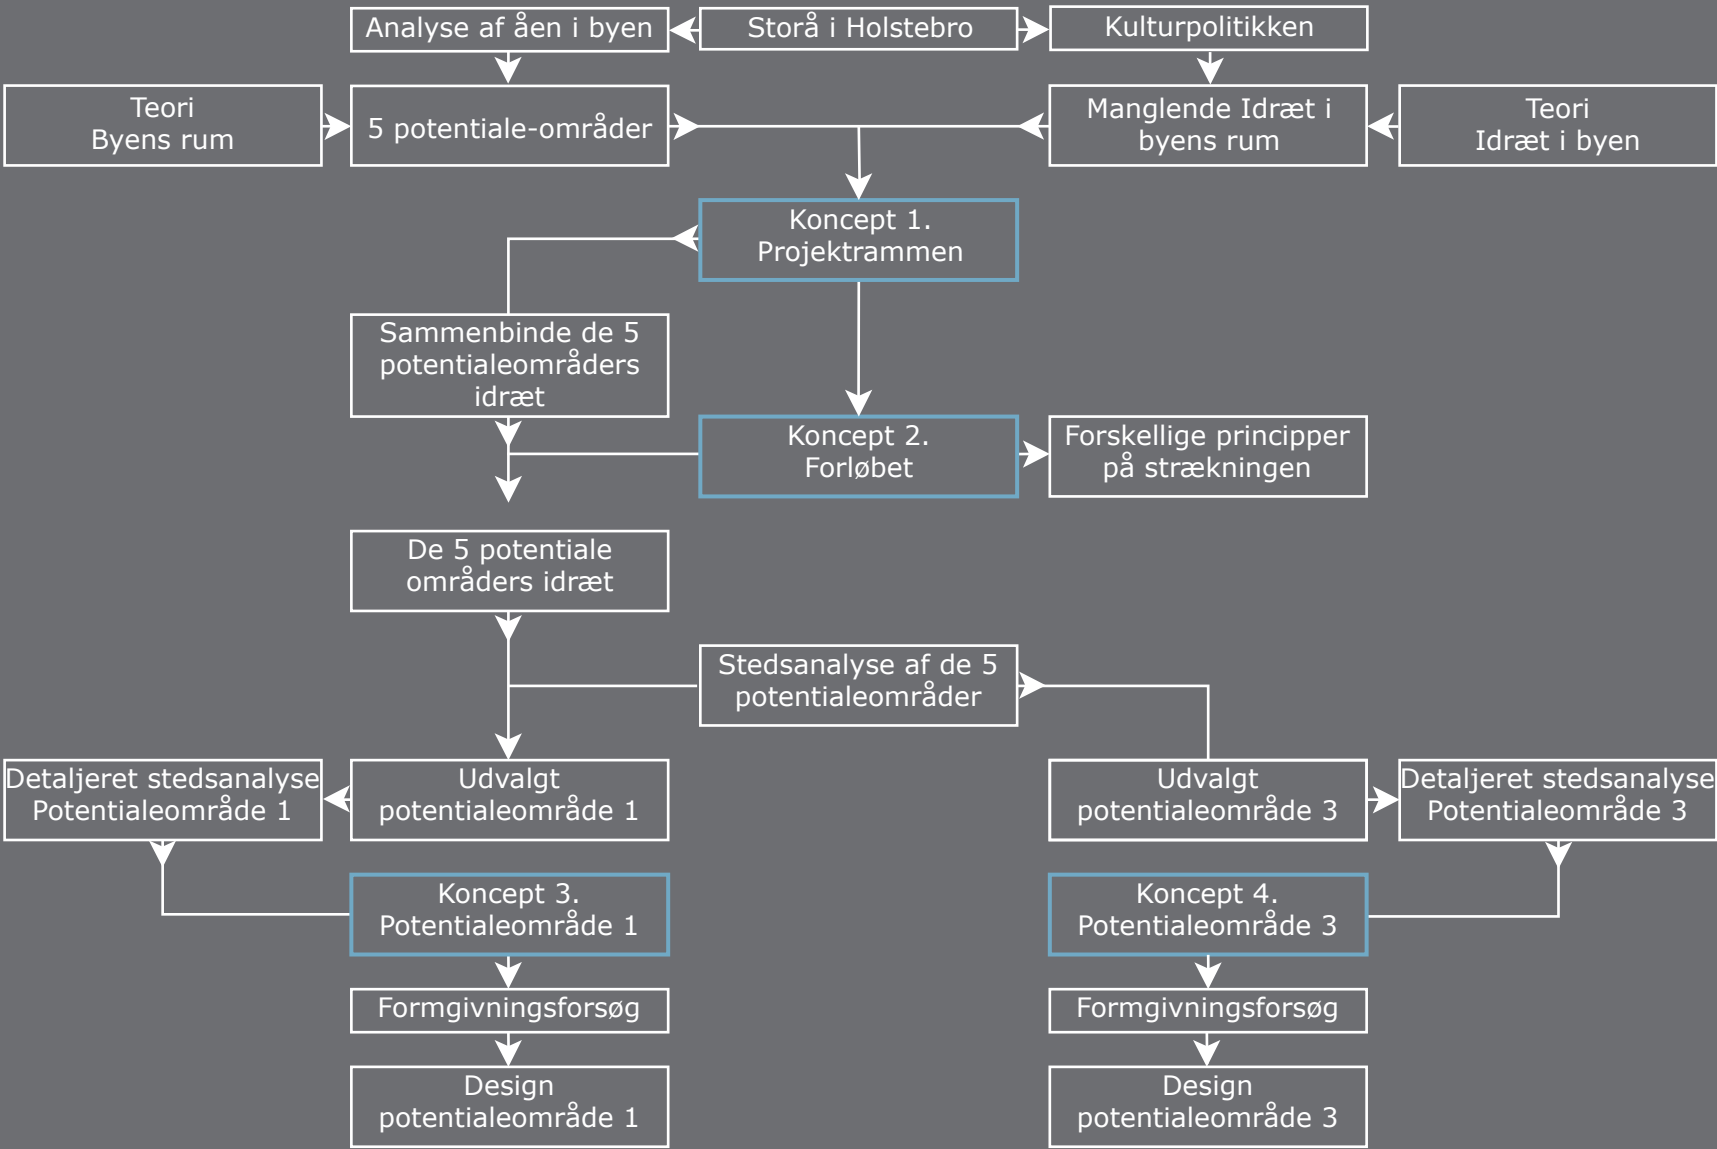 Analyse af åen i byen
Storå i Holstebro
Kulturpolitikken
Teori
Byens rum
5 potentiale-områder
Manglende Idræt i
byens rum
Teori
Idræt i byen
Koncept 1.
Projektrammen
Sammenbinde de 5
potentialeområders
idræt
Koncept 2.
Forløbet
Forskellige principper
på strækningen
De 5 potentiale
områders idræt
Stedsanalyse af de 5
potentialeområder
Detaljeret stedsanalyse
Potentialeområde 1
Udvalgt
potentialeområde 1
Udvalgt
potentialeområde 3
Detaljeret stedsanalyse
Potentialeområde 3
Koncept 3.
Potentialeområde 1
Koncept 4.
Potentialeområde 3
Formgivningsforsøg
Formgivningsforsøg
Design
potentialeområde 1
Design
potentialeområde 3